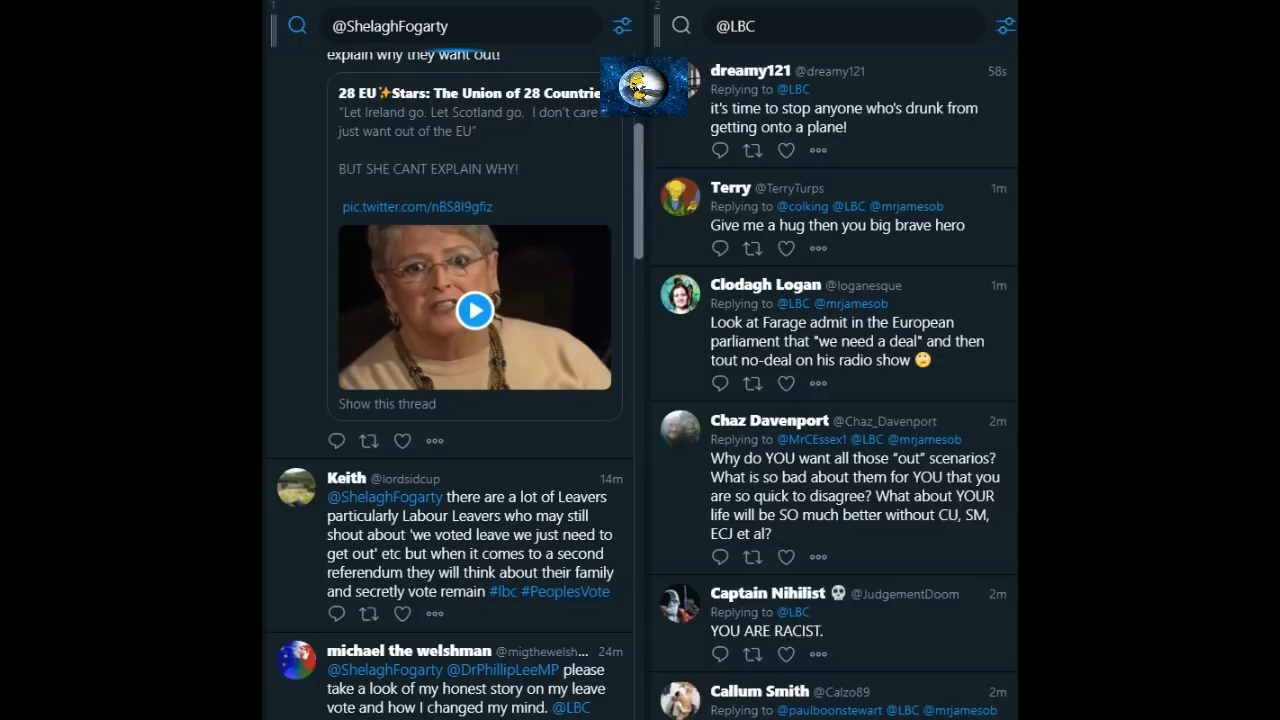 1
@ShelaghFogarty
explain why they want out!
28 EU✨Stars: The Union of 28 Countrie
"Let Ireland go. Let Scotland go. I don't care
just want out of the EU"
BUT SHE CANT EXPLAIN WHY!
pic.twitter.com/nBS8I9gfiz
Show this thread
Keith @lordsidcup 14m
@ShelaghFogarty there are a lot of Leavers
particularly Labour Leavers who may still
shout about 'we voted leave we just need to
get out' etc but when it comes to a second
referendum they will think about their family
and secretly vote remain #lbc #PeoplesVote
michael the welshman @migthewelsh... 24m
@ShelaghFogarty @DrPhillipLeeMP please
take a look of my honest story on my leave
vote and how I changed my mind. @LBC
2
@LBC
dreamy121 @dreamy121 58s
Replying to @LBC
it's time to stop anyone who's drunk from
getting onto a plane!
Terry @TerryTurps 1m
Replying to @colking @LBC @mrjamesob
Give me a hug then you big brave hero
Clodagh Logan @loganesque 1m
Replying to @LBC @mrjamesob
Look at Farage admit in the European
parliament that "we need a deal" and then
tout no-deal on his radio show 🙄
Chaz Davenport @Chaz_Davenport 2m
Replying to @MrCEssex1 @LBC @mrjamesob
Why do YOU want all those "out" scenarios?
What is so bad about them for YOU that you
are so quick to disagree? What about YOUR
life will be SO much better without CU, SM,
ECJ et al?
Captain Nihilist 💀 @JudgementDoom 2m
Replying to @LBC
YOU ARE RACIST.
Callum Smith @Calzo89 2m
Replying to @paulboonstewart @LBC @mrjamesob